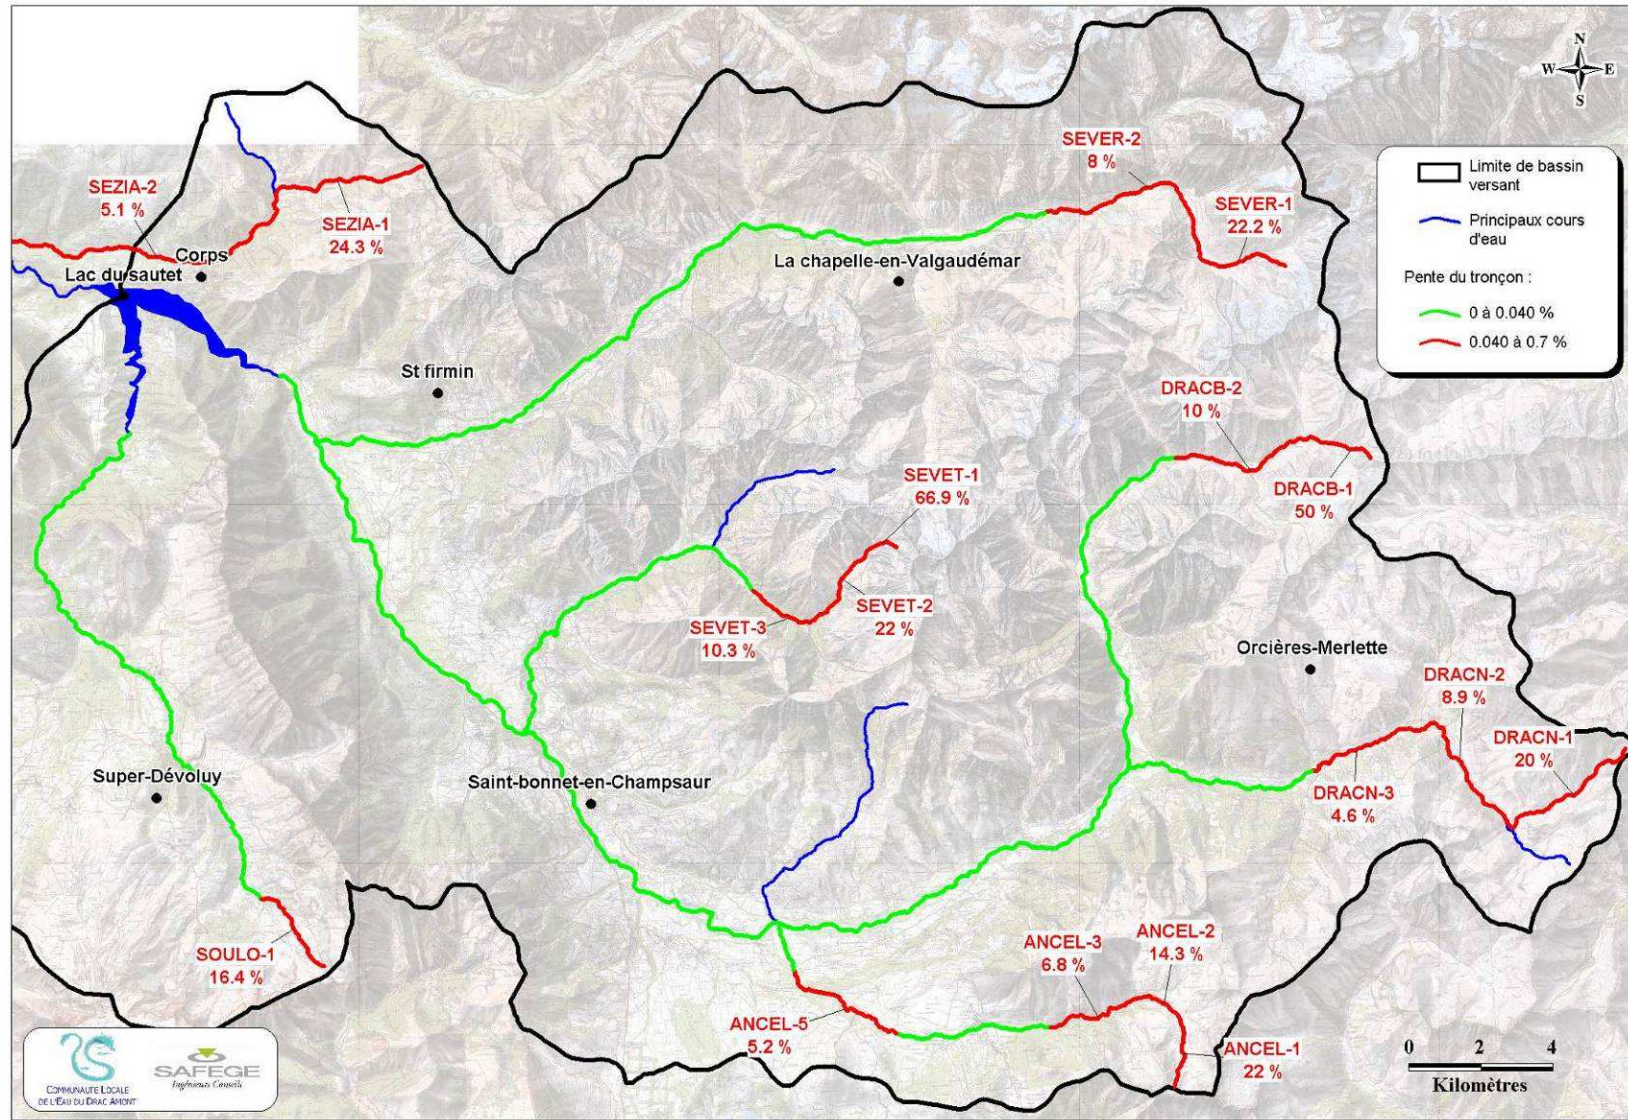 N
W E
S
SEVER-2
8 %
Limite de bassin
versant
Principaux cours
d'eau
Pente du tronçon :
0 à 0.040 %
0.040 à 0.7 %
SEZIA-2
5.1 %
SEZIA-1
24.3 %
SEVER-1
22.2 %
Corps
Lac du sautet
La chapelle-en-Valgaudémar
St firmin
DRACB-2
10 %
SEVET-1
66.9 %
DRACB-1
50 %
SEVET-2
22 %
SEVET-3
10.3 %
Orcières-Merlette
DRACN-2
8.9 %
DRACN-1
20 %
Super-Dévoluy
Saint-bonnet-en-Champsaur
DRACN-3
4.6 %
SOULO-1
16.4 %
ANCEL-3
6.8 %
ANCEL-2
14.3 %
ANCEL-5
5.2 %
ANCEL-1
22 %
0 2 4
Kilomètres
COMMUNAUTE LOCALE
DE L'EAU DU DRAC AMONT
SAFEGE
Ingénieurs Conseils